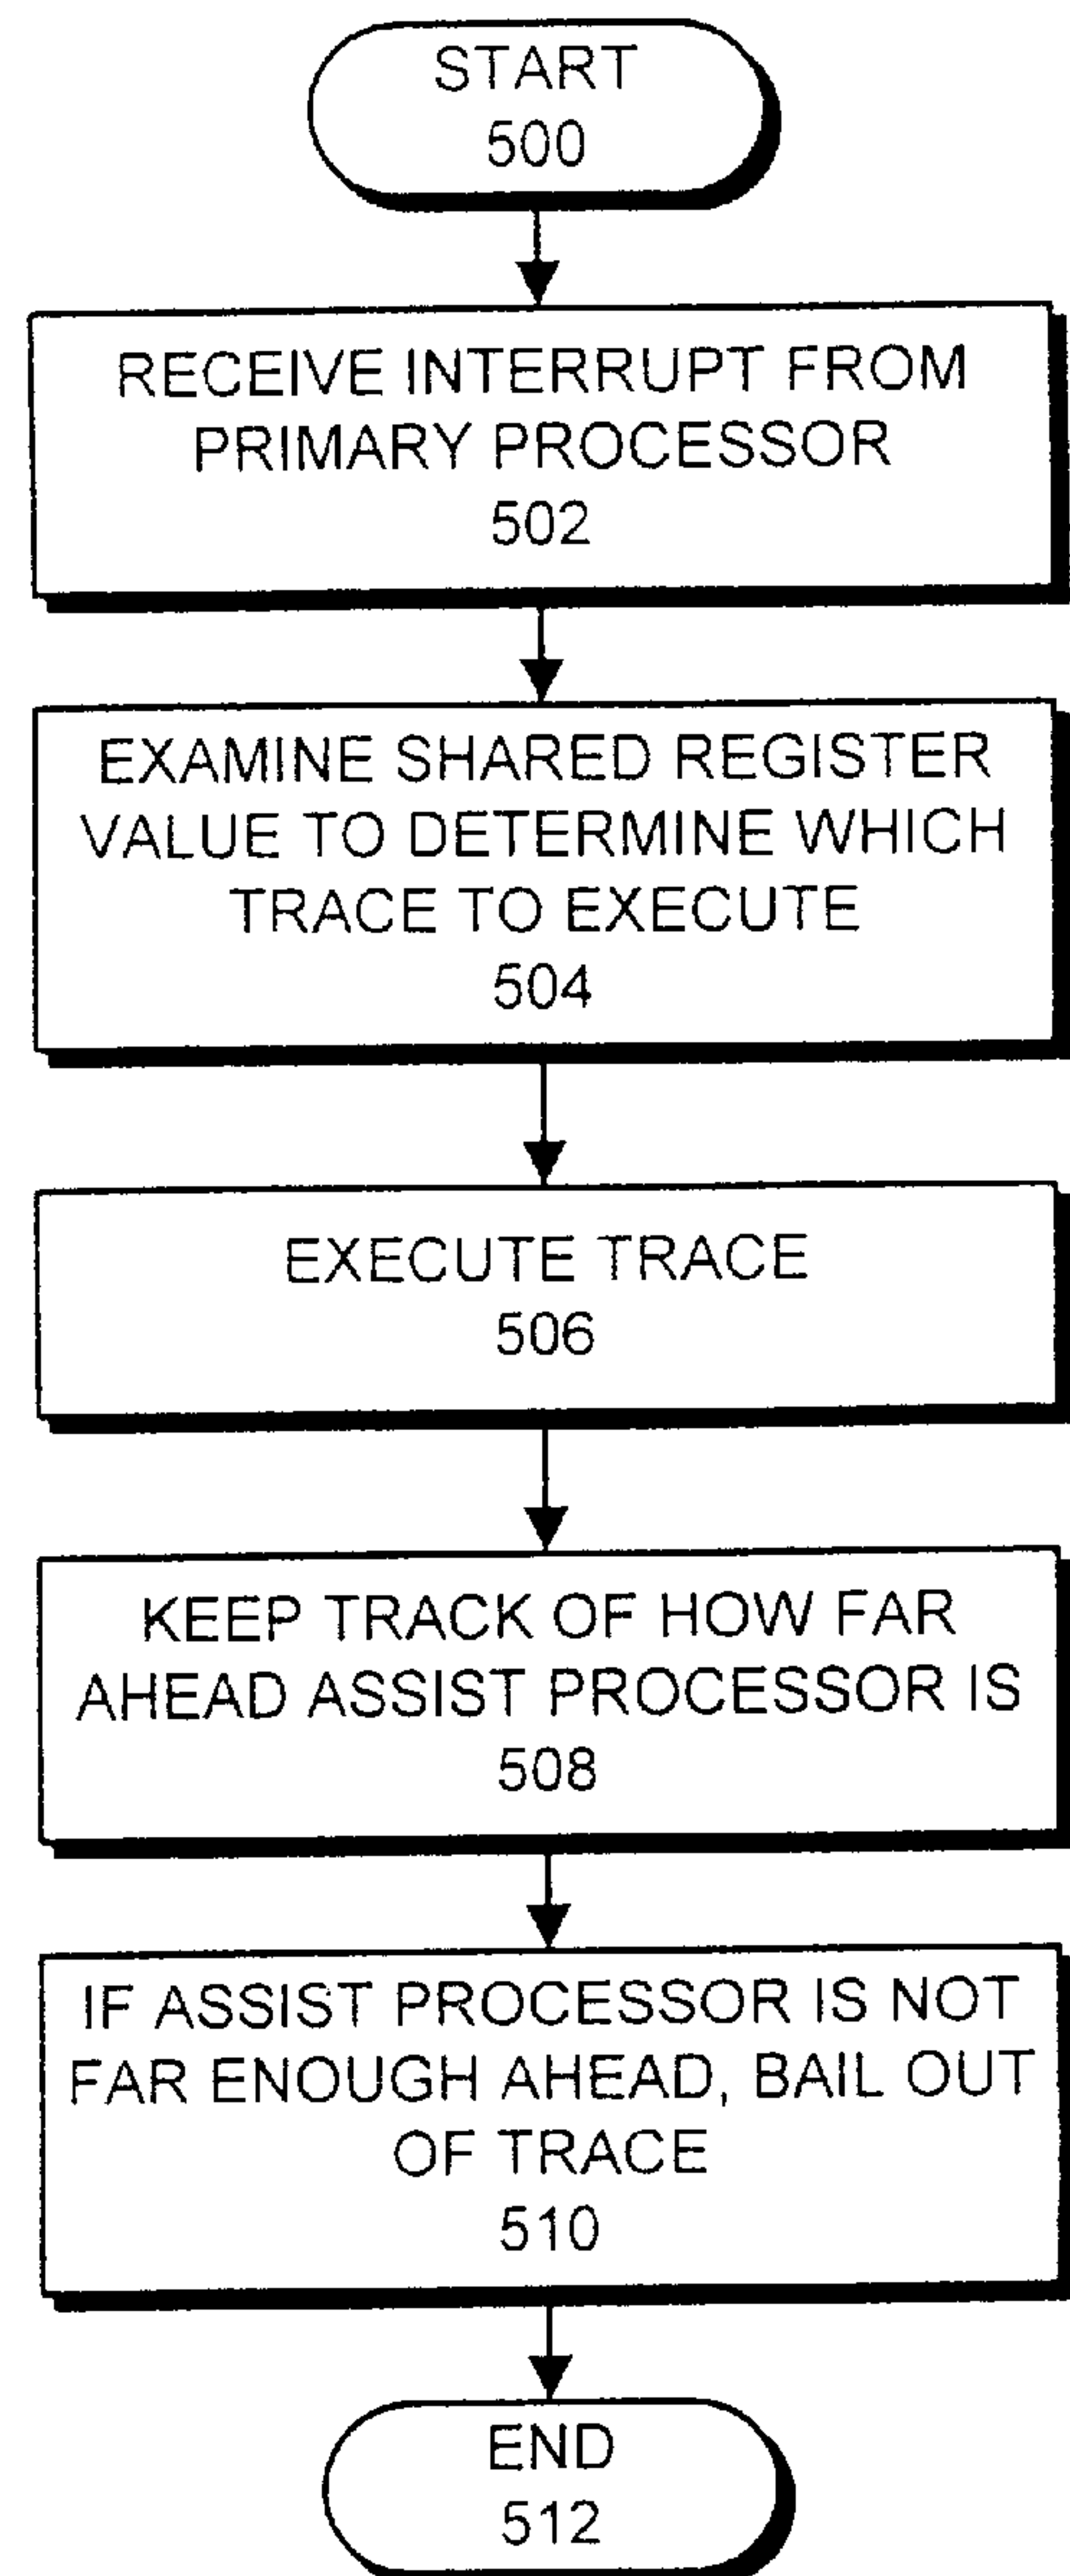 START
500
RECEIVE INTERRUPT FROM
PRIMARY PROCESSOR
502
EXAMINE SHARED REGISTER
VALUE TO DETERMINE WHICH
TRACE TO EXECUTE
504
EXECUTE TRACE
506
KEEP TRACK OF HOW FAR
AHEAD ASSIST PROCESSOR IS
508
IF ASSIST PROCESSOR IS NOT
FAR ENOUGH AHEAD, BAIL OUT
OF TRACE
510
END
512